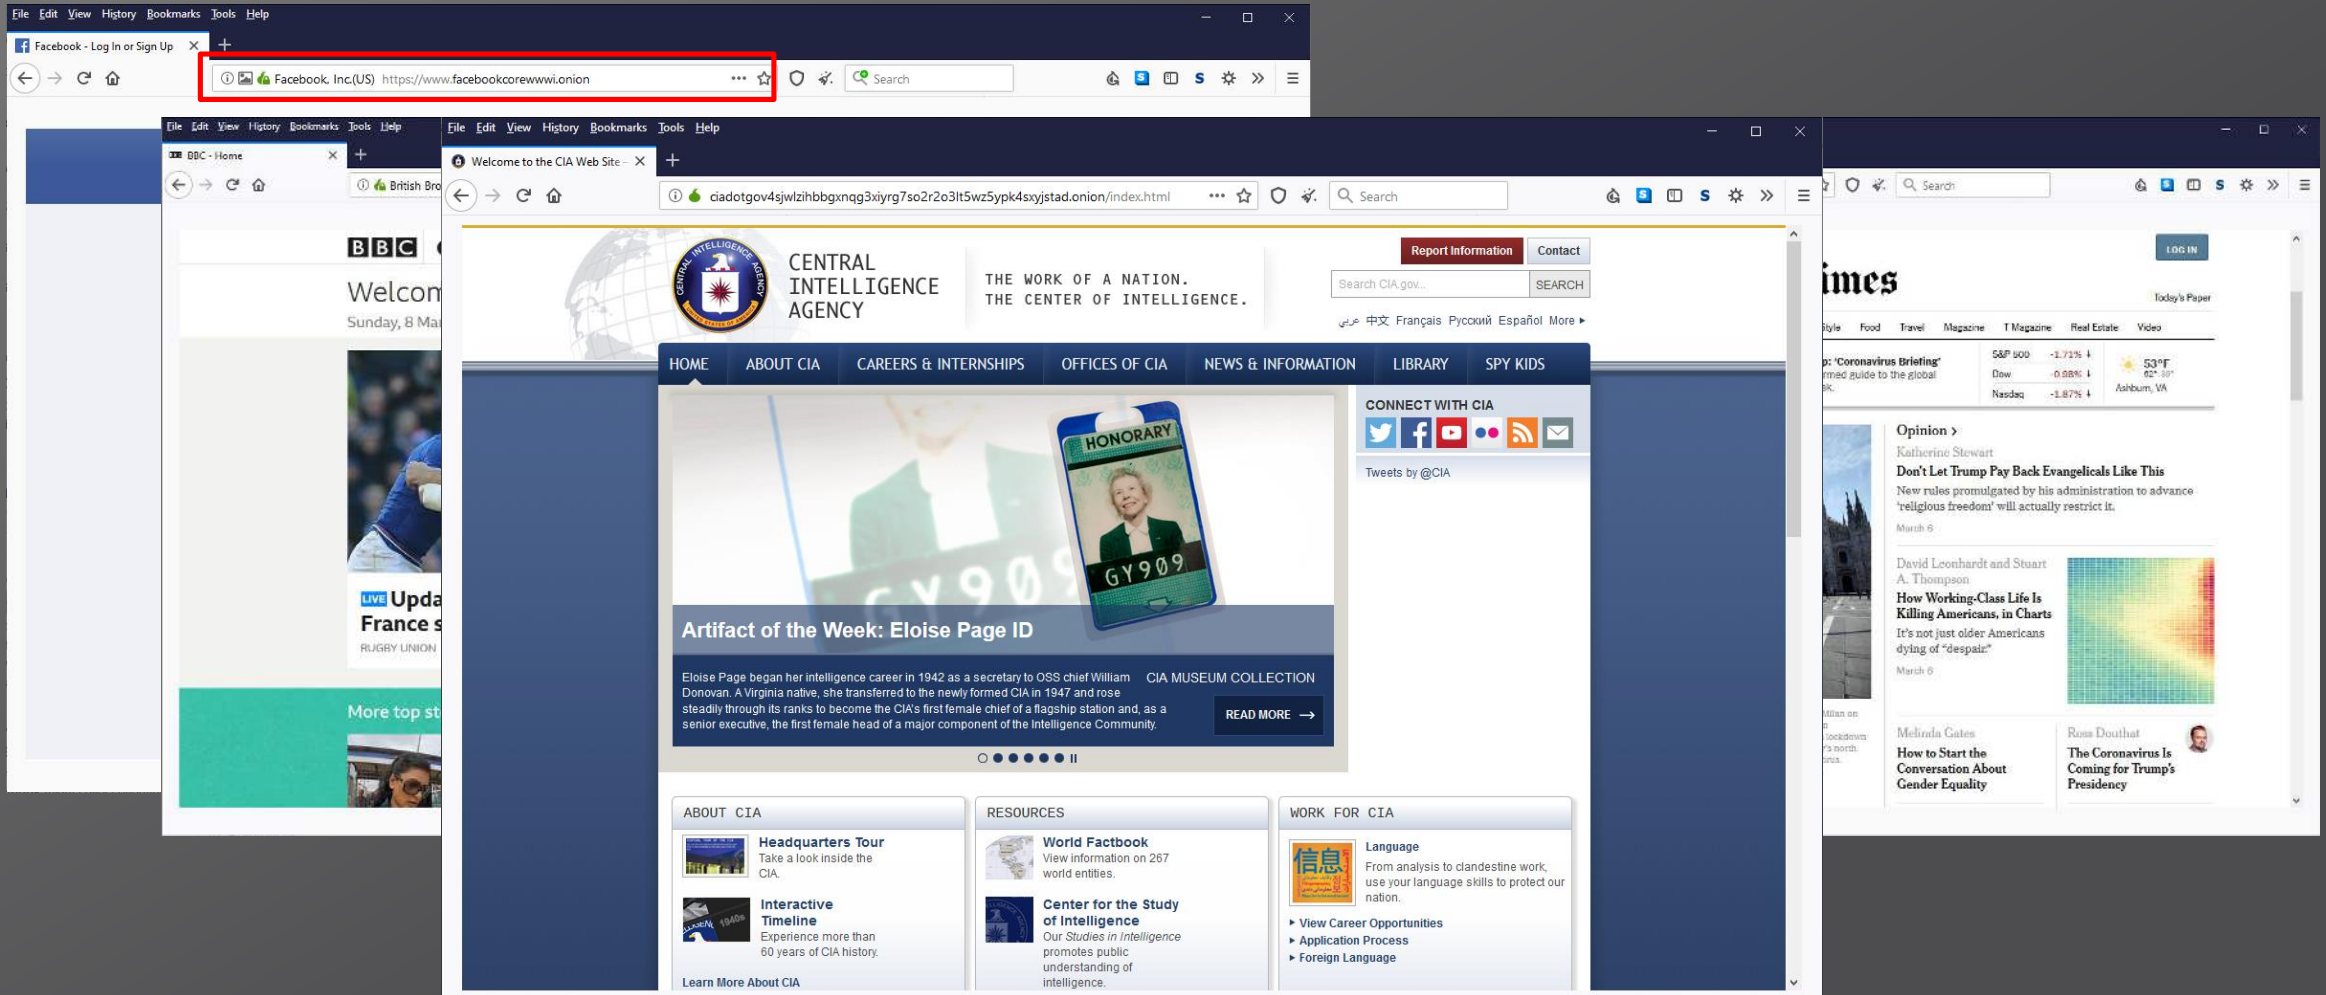 File Edit View History Bookmarks Tools Help
Facebook - Log In or Sign Up
Facebook, Inc.(US) https://www.facebookcorewwwi.onion
Search
File Edit View History Bookmarks Tools Help
BBC - Home
British Bro
BBC
Welcom
Sunday, 8 Mar
LIVE Upda
France s
RUGBY UNION
More top st
File Edit View History Bookmarks Tools Help
Welcome to the CIA Web Site –
ciadotgov4sjwlzihbbgxnqg3xiyrg7so2r2o3lt5wz5ypk4sxyjstad.onion/index.html
Search
CENTRAL
INTELLIGENCE
AGENCY
THE WORK OF A NATION.
THE CENTER OF INTELLIGENCE.
Report Information Contact
Search CIA.gov... SEARCH
عربي 中文 Français Русский Español More
HOME ABOUT CIA CAREERS & INTERNSHIPS OFFICES OF CIA NEWS & INFORMATION LIBRARY SPY KIDS
HONORARY
GY909
GY909
Artifact of the Week: Eloise Page ID
Eloise Page began her intelligence career in 1942 as a secretary to OSS chief William
Donovan. A Virginia native, she transferred to the newly formed CIA in 1947 and rose
steadily through its ranks to become the CIA's first female chief of a flagship station and, as a
senior executive, the first female head of a major component of the Intelligence Community.
CIA MUSEUM COLLECTION
READ MORE →
CONNECT WITH CIA
Tweets by @CIA
ABOUT CIA
Headquarters Tour
Take a look inside the
CIA.
Interactive
Timeline
Experience more than
60 years of CIA history.
Learn More About CIA
RESOURCES
World Factbook
View information on 267
world entities.
Center for the Study
of Intelligence
Our Studies in Intelligence
promotes public
understanding of
intelligence.
WORK FOR CIA
信息
Language
From analysis to clandestine work,
use your language skills to protect our
nation.
View Career Opportunities
Application Process
Foreign Language
Search
LOG IN
imes
Today's Paper
Style Food Travel Magazine T Magazine Real Estate Video
p: 'Coronavirus Briefing'
rmed guide to the global
sk.
S&P 500 -1.71% ↓
Dow -0.98% ↓
Nasdaq -1.87% ↓
53°F
Ashburn, VA
Opinion >
Katherine Stewart
Don't Let Trump Pay Back Evangelicals Like This
New rules promulgated by his administration to advance
'religious freedom' will actually restrict it.
March 6
David Leonhardt and Stuart
A. Thompson
How Working-Class Life Is
Killing Americans, in Charts
It's not just older Americans
dying of "despair."
March 6
Milan on
lockdown
's north.
Melinda Gates
How to Start the
Conversation About
Gender Equality
Ross Douthat
The Coronavirus Is
Coming for Trump's
Presidency